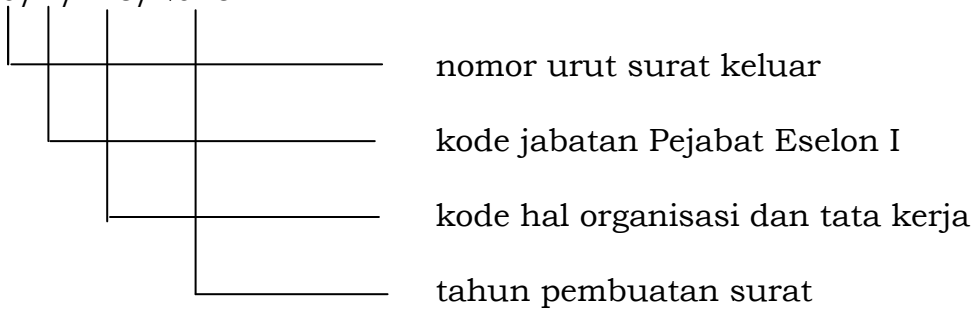 nomor urut surat keluar
kode jabatan Pejabat Eselon I
kode hal organisasi dan tata kerja
tahun pembuatan surat